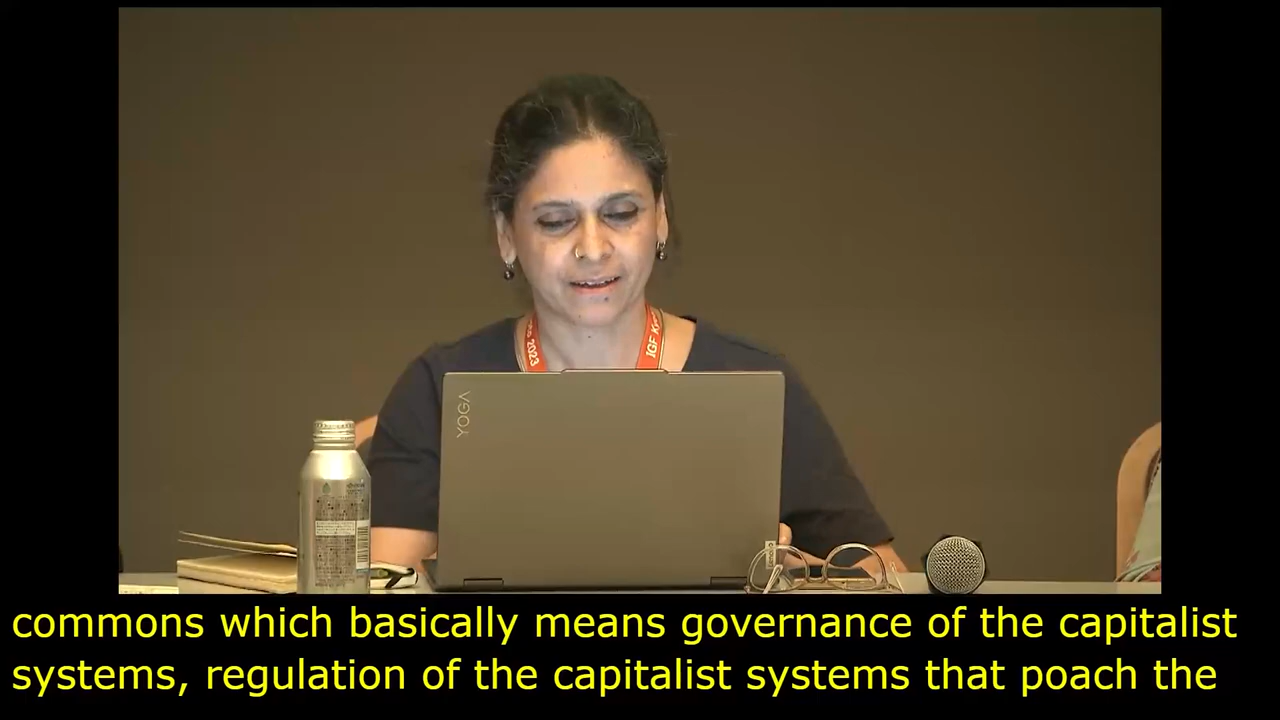 2023
IGF
YOGA
commons which basically means governance of the capitalist
systems, regulation of the capitalist systems that poach the